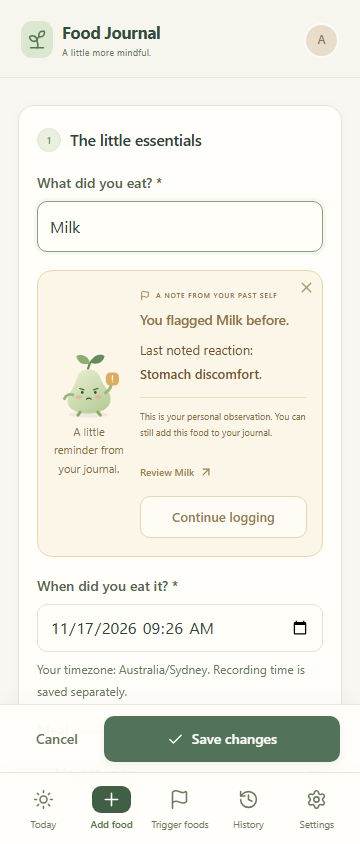 Food Journal
A little more mindful.
A
1
The little essentials
What did you eat? *
Milk
A NOTE FROM YOUR PAST SELF
You flagged Milk before.
Last noted reaction:
Stomach discomfort.
!
A little
reminder from
your journal.
This is your personal observation. You can
still add this food to your journal.
Review Milk
Continue logging
When did you eat it? *
11/17/2026 09:26 AM
Your timezone: Australia/Sydney. Recording time is
saved separately.
Cancel
Save changes
Today
Add food
Trigger foods
History
Settings